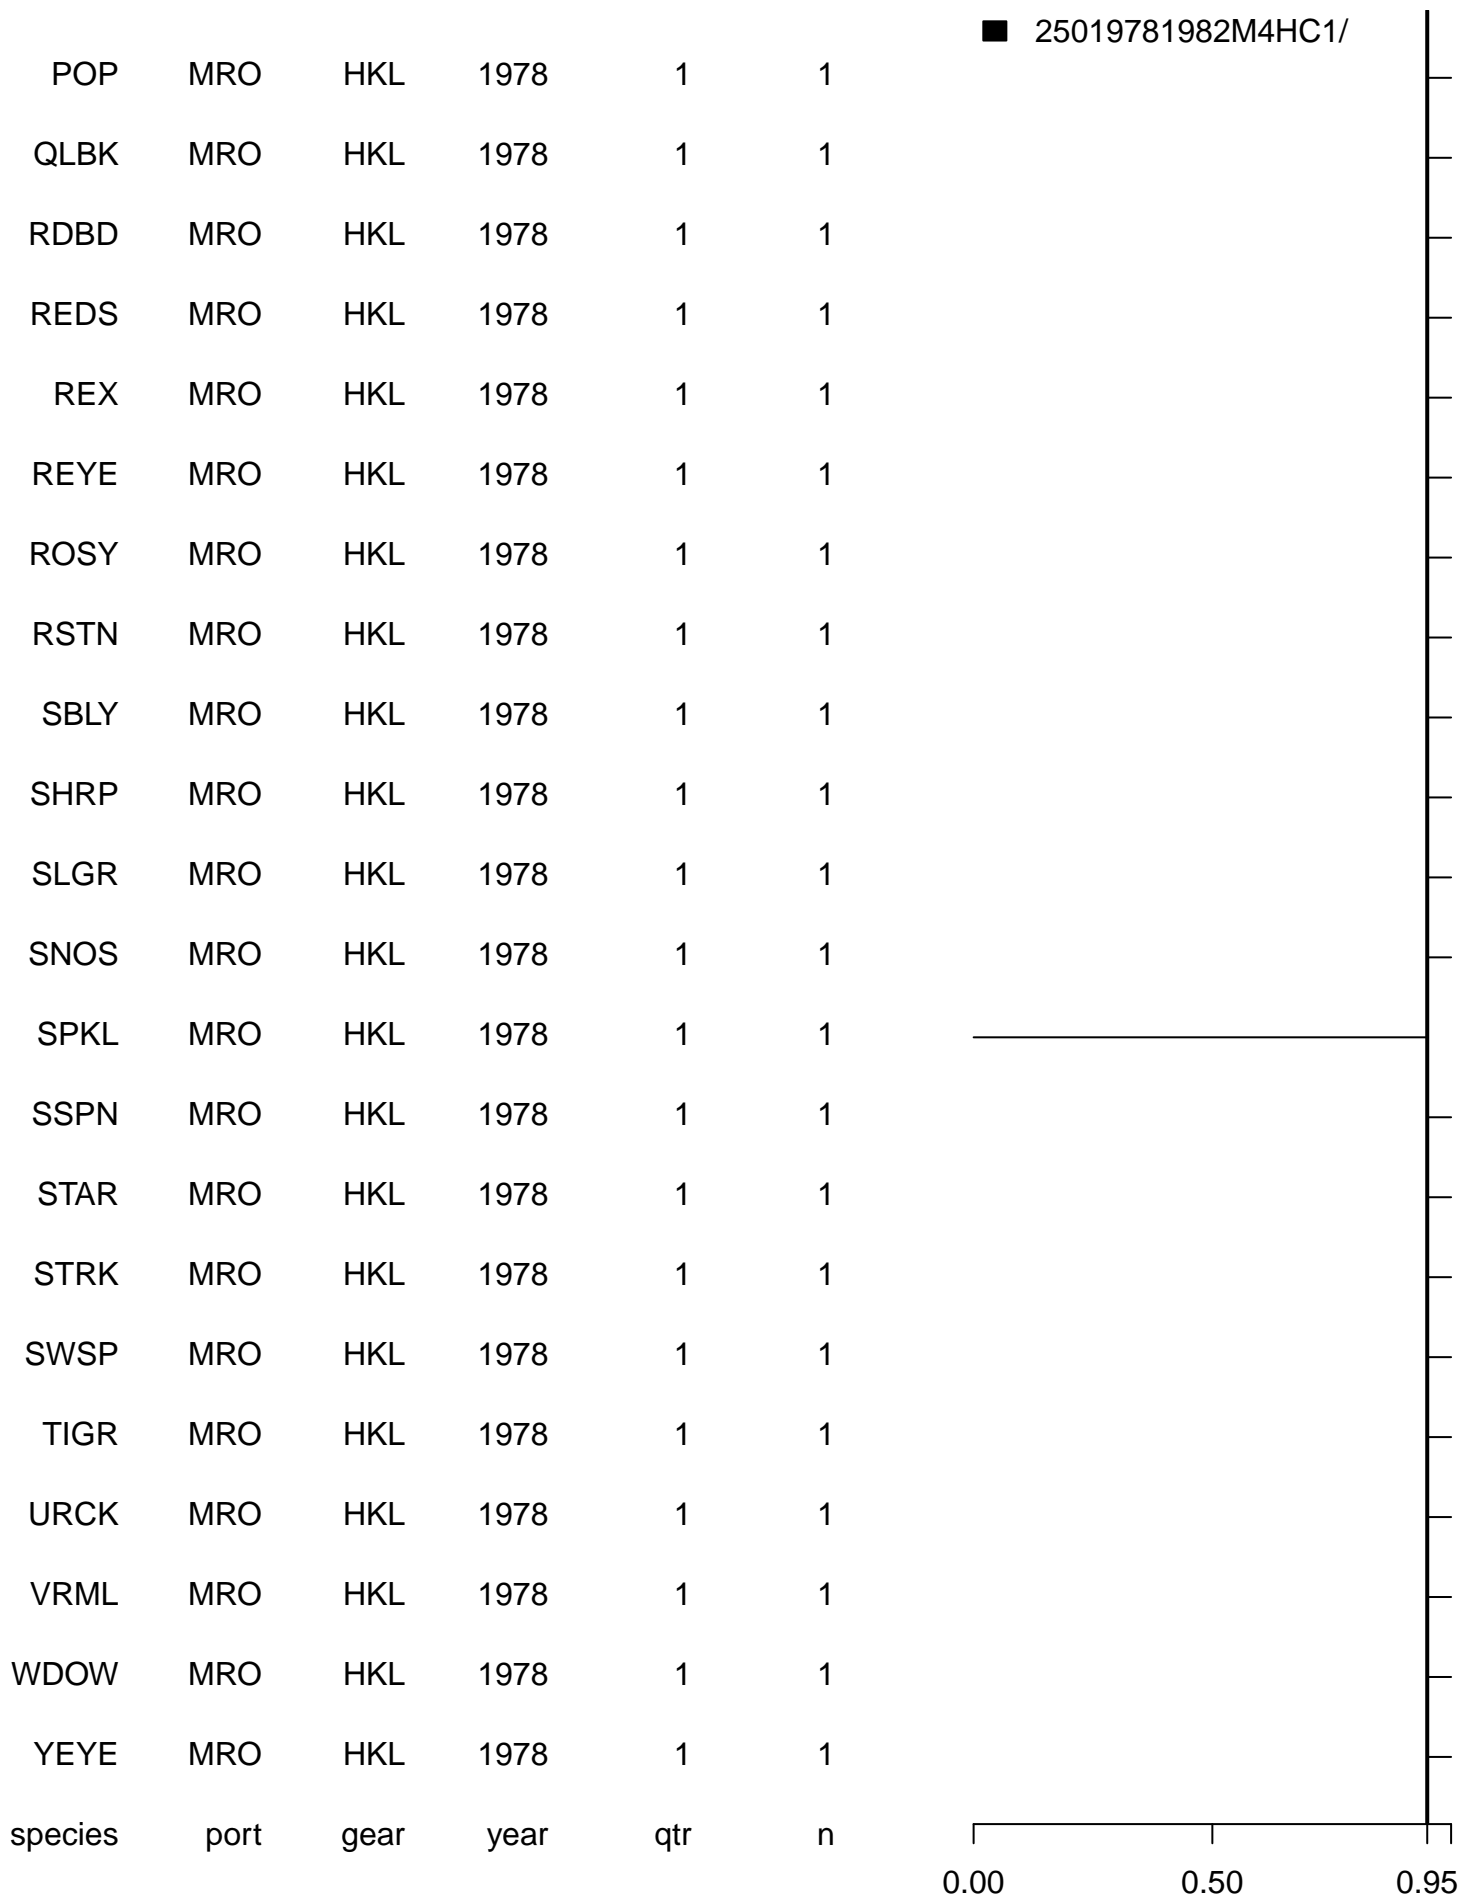 25019781982M4HC1/
POP MRO HKL 1978 1 1
QLBK MRO HKL 1978 1 1
RDBD MRO HKL 1978 1 1
REDS MRO HKL 1978 1 1
REX MRO HKL 1978 1 1
REYE MRO HKL 1978 1 1
ROSY MRO HKL 1978 1 1
RSTN MRO HKL 1978 1 1
SBLY MRO HKL 1978 1 1
SHRP MRO HKL 1978 1 1
SLGR MRO HKL 1978 1 1
SNOS MRO HKL 1978 1 1
SPKL MRO HKL 1978 1 1
SSPN MRO HKL 1978 1 1
STAR MRO HKL 1978 1 1
STRK MRO HKL 1978 1 1
SWSP MRO HKL 1978 1 1
TIGR MRO HKL 1978 1 1
URCK MRO HKL 1978 1 1
VRML MRO HKL 1978 1 1
WDOW MRO HKL 1978 1 1
YEYE MRO HKL 1978 1 1
species port gear year qtr n
0.00 0.50 0.95